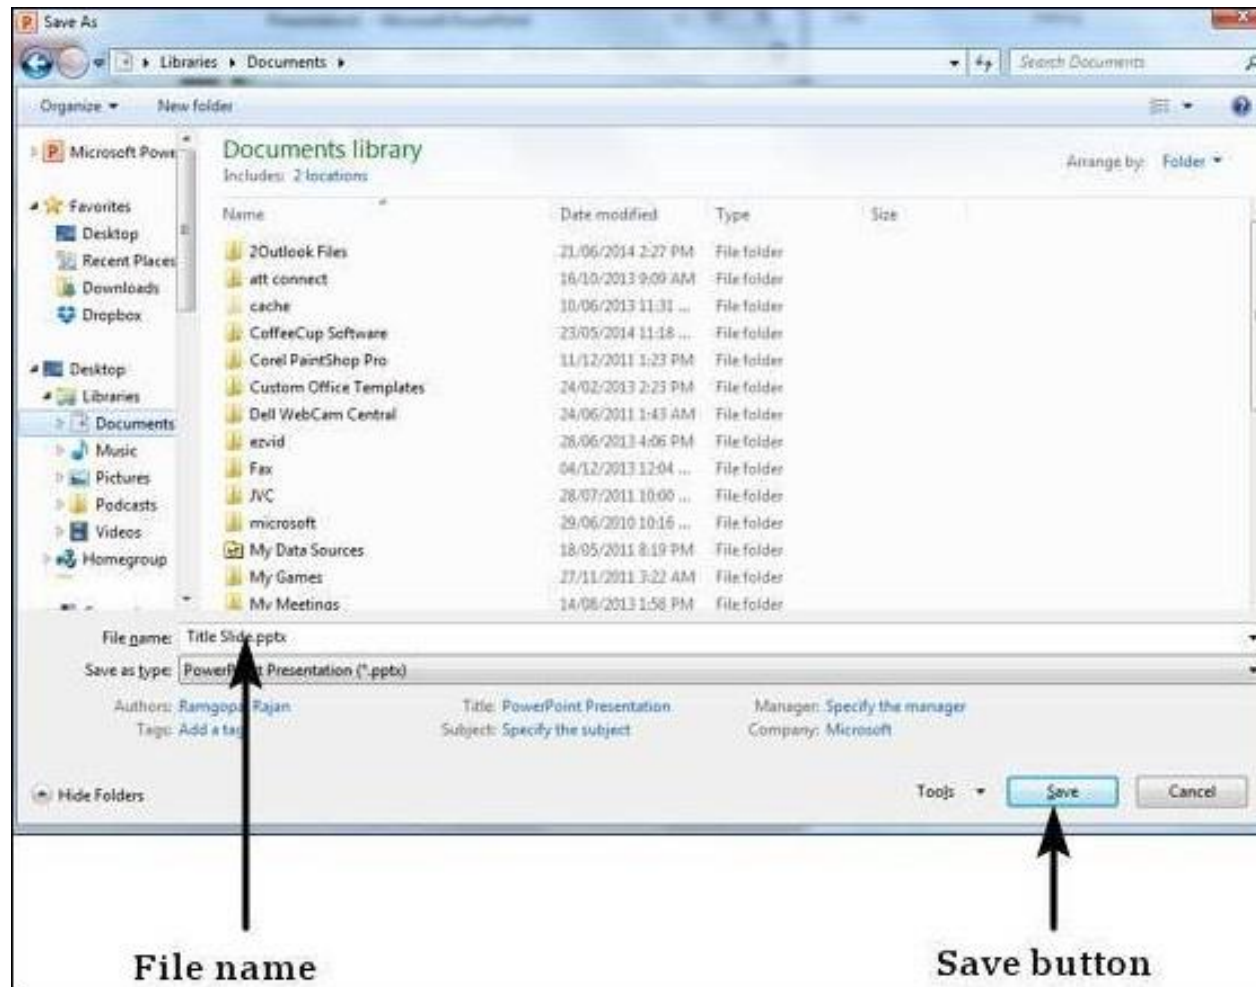 Save As
Libraries Documents
Search Documents
Organize New folder
Microsoft Powe
Favorites
Desktop
Recent Places
Downloads
Dropbox
Desktop
Libraries
Documents
Music
Pictures
Podcasts
Videos
Homegroup
Documents library
Includes: 2 locations
Arrange by: Folder
Name Date modified Type Size
2Outlook Files 21/06/2014 2:27 PM File folder
att connect 16/10/2013 9:09 AM File folder
cache 10/06/2013 11:31 ... File folder
CoffeeCup Software 23/05/2014 11:18 ... File folder
Corel PaintShop Pro 11/12/2011 1:23 PM File folder
Custom Office Templates 24/02/2013 2:23 PM File folder
Dell WebCam Central 24/06/2011 1:43 AM File folder
ezvid 28/06/2013 4:06 PM File folder
Fax 04/12/2013 12:04 ... File folder
JVC 28/07/2011 10:00 ... File folder
microsoft 29/06/2010 10:16 ... File folder
My Data Sources 18/05/2011 8:19 PM File folder
My Games 27/11/2011 3:22 AM File folder
My Meetings 14/08/2013 1:58 PM File folder
File name: Title Slide.pptx
Save as type: PowerPoint Presentation (*.pptx)
Authors: Ramgopal Rajan Title: PowerPoint Presentation Manager: Specify the manager
Tags: Add a tag Subject: Specify the subject Company: Microsoft
Hide Folders Tools Save Cancel
File name Save button